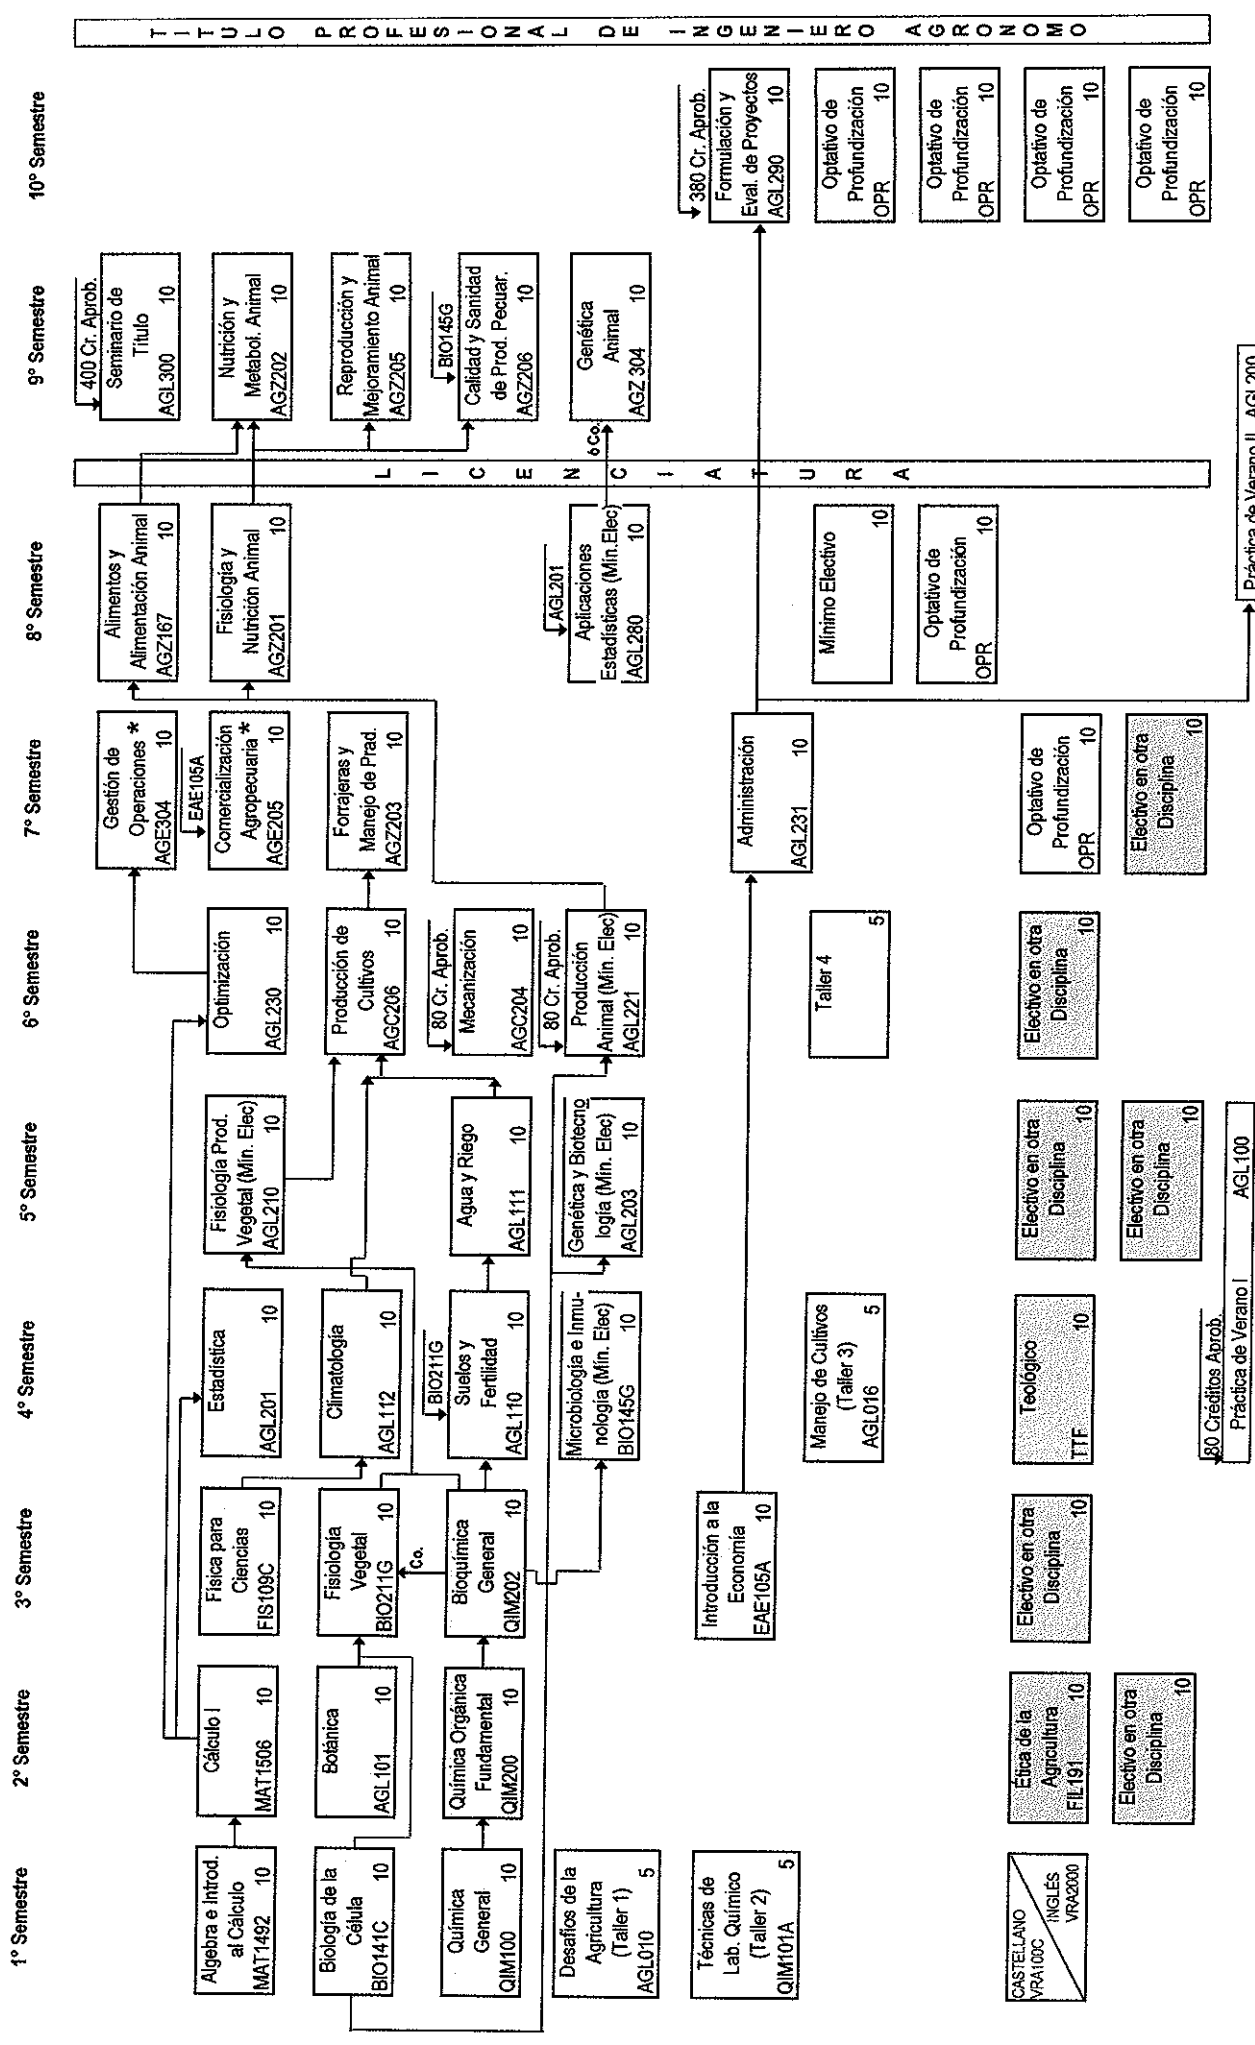 1° Semestre
Algebra e Introd.
al Cálculo
MAT1492 10
Biología de la
Célula
BIO141C 10
Química
General
QIM100 10
Desafíos de la
Agricultura
(Taller 1)
AGL010 5
Técnicas de
Lab. Químico
(Taller 2)
QIM101A 5
CASTELLANO
VRA100C
INGLÉS
VRA2000
2° Semestre
Cálculo I
MAT1506 10
Botánica
AGL101 10
Química Orgánica
Fundamental
QIM200 10
Ética de la
Agricultura
FIL191 10
Electivo en otra
Disciplina
10
3° Semestre
Física para
Ciencias
FIS109C 10
Fisiología
Vegetal
BIO211G 10
Co.
Bioquímica
General
QIM202 10
Introducción a la
Economía
EAE105A 10
Electivo en otra
Disciplina
10
4° Semestre
Estadística
AGL201 10
Climatología
AGL112 10
BIO211G
Suelos y
Fertilidad
AGL110 10
Microbiología e Inmu-
nología (Mín. Elec)
BIO145G 10
Manejo de Cultivos
(Taller 3)
AGL016 5
Teológico
TTF 10
80 Créditos Aprob.
Práctica de Verano I AGL100
5° Semestre
Fisiología Prod.
Vegetal (Mín. Elec)
AGL210 10
Agua y Riego
AGL111 10
Genética y Biotecno
logía (Mín. Elec)
AGL203 10
Electivo en otra
Disciplina
10
Electivo en otra
Disciplina
10
6° Semestre
Optimización
AGL230 10
Producción de
Cultivos
AGC206 10
80 Cr. Aprob.
Mecanización
AGC204 10
80 Cr. Aprob.
Producción
Animal (Mín. Elec)
AGL221 10
Taller 4
5
Electivo en otra
Disciplina
10
7° Semestre
Gestión de
Operaciones *
AGE304 10
EAE105A
Comercialización
Agropecuaria *
AGE205 10
Forrajeras y
Manejo de Prad.
AGZ203 10
Administración
AGL231 10
Optativo de
Profundización
OPR 10
Electivo en otra
Disciplina
10
8° Semestre
Alimentos y
Alimentación Animal
AGZ167 10
Fisiología y
Nutrición Animal
AGZ201 10
AGL201
Aplicaciones
Estadísticas (Mín.Elec)
AGL280 10
Mínimo Electivo
10
Optativo de
Profundización
OPR 10
Práctica de Verano II AGL200
LICENCIATURA
9° Semestre
400 Cr. Aprob.
Seminario de
Título
AGL300 10
Nutrición y
Metabol. Animal
AGZ202 10
Reproducción y
Mejoramiento Animal
AGZ205 10
BIO145G
Calidad y Sanidad
de Prod. Pecuar.
AGZ206 10
6 Co.
Genética
Animal
AGZ 304 10
10° Semestre
380 Cr. Aprob.
Formulación y
Eval. de Proyectos
AGL290 10
Optativo de
Profundización
OPR 10
Optativo de
Profundización
OPR 10
Optativo de
Profundización
OPR 10
Optativo de
Profundización
OPR 10
TITULO PROFESIONAL DE INGENIERO AGRONOMO